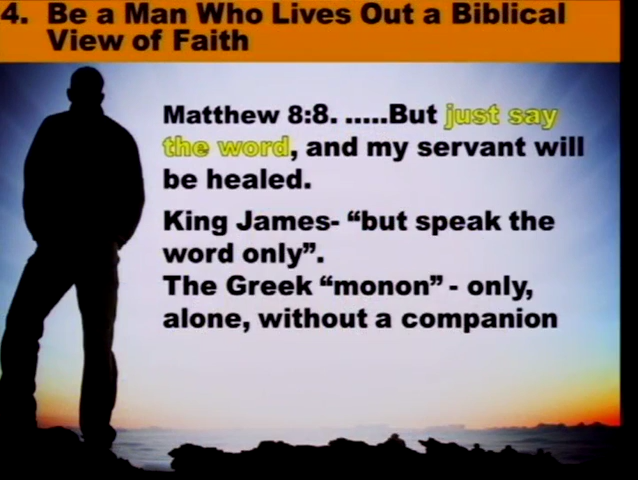 4. Be a Man Who Lives Out a Biblical
View of Faith
Matthew 8:8. .....But just say
the word, and my servant will
be healed.
King James- “but speak the
word only”.
The Greek “monon” - only,
alone, without a companion